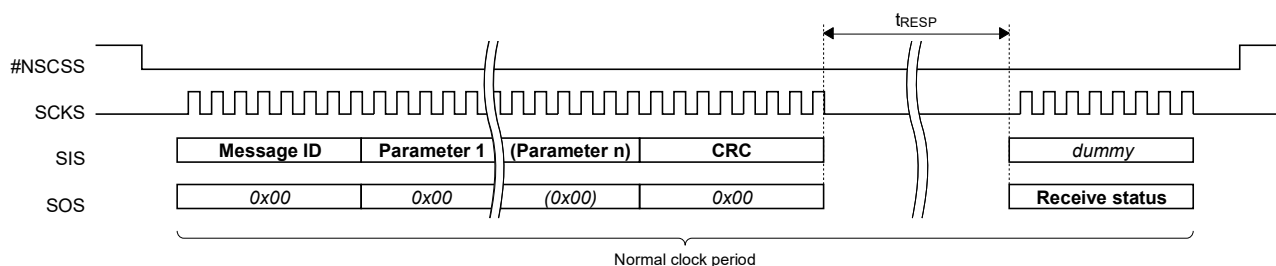 tRESP
#NSCSS
SCKS
SIS Message ID Parameter 1 (Parameter n) CRC dummy
SOS 0x00 0x00 (0x00) 0x00 Receive status
Normal clock period